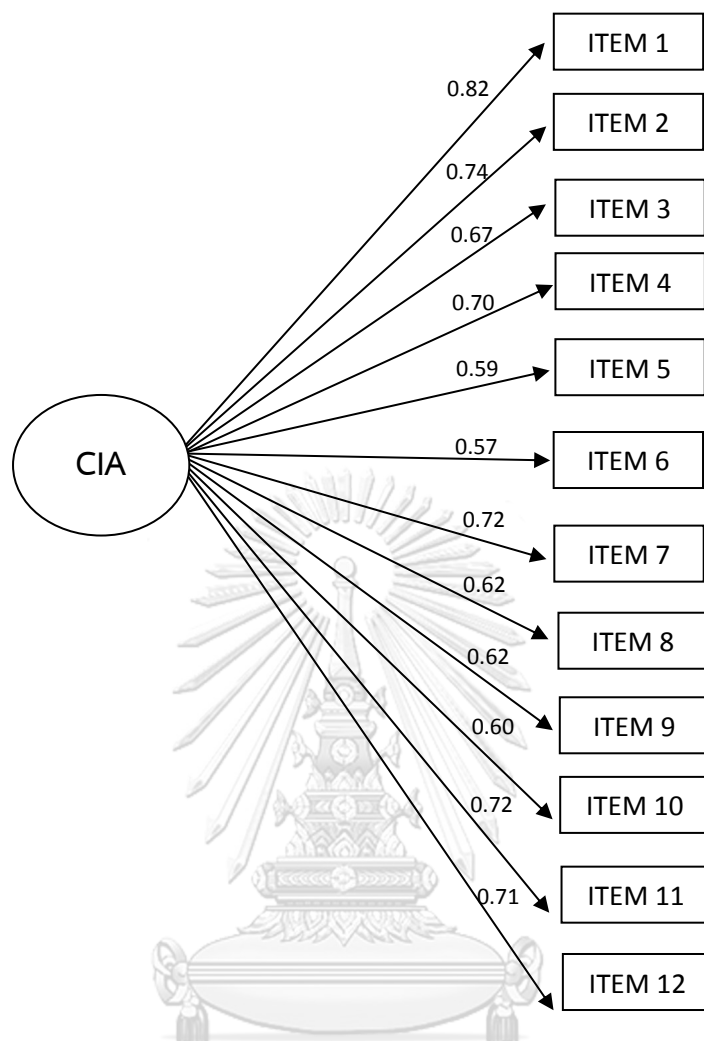 ITEM 1
0.82
ITEM 2
0.74
ITEM 3
0.67
ITEM 4
0.70
ITEM 5
0.59
CIA
ITEM 6
0.57
ITEM 7
0.72
ITEM 8
0.62
ITEM 9
0.62
ITEM 10
0.60
ITEM 11
0.72
ITEM 12
0.71